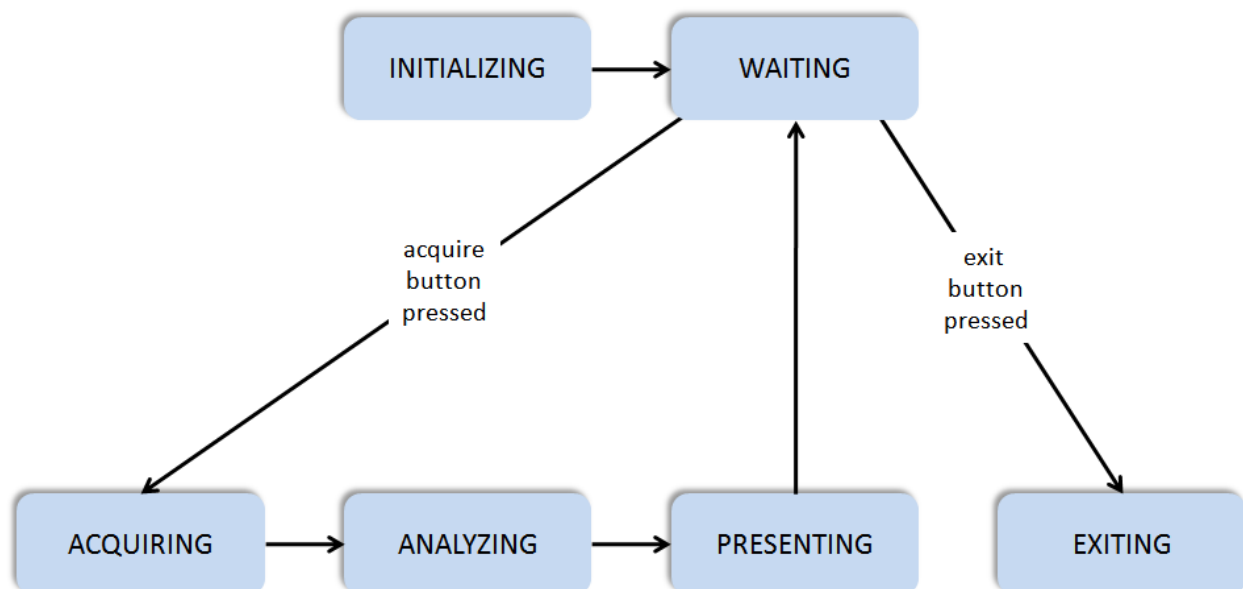 INITIALIZING
WAITING
acquire
button
pressed
exit
button
pressed
ACQUIRING
ANALYZING
PRESENTING
EXITING